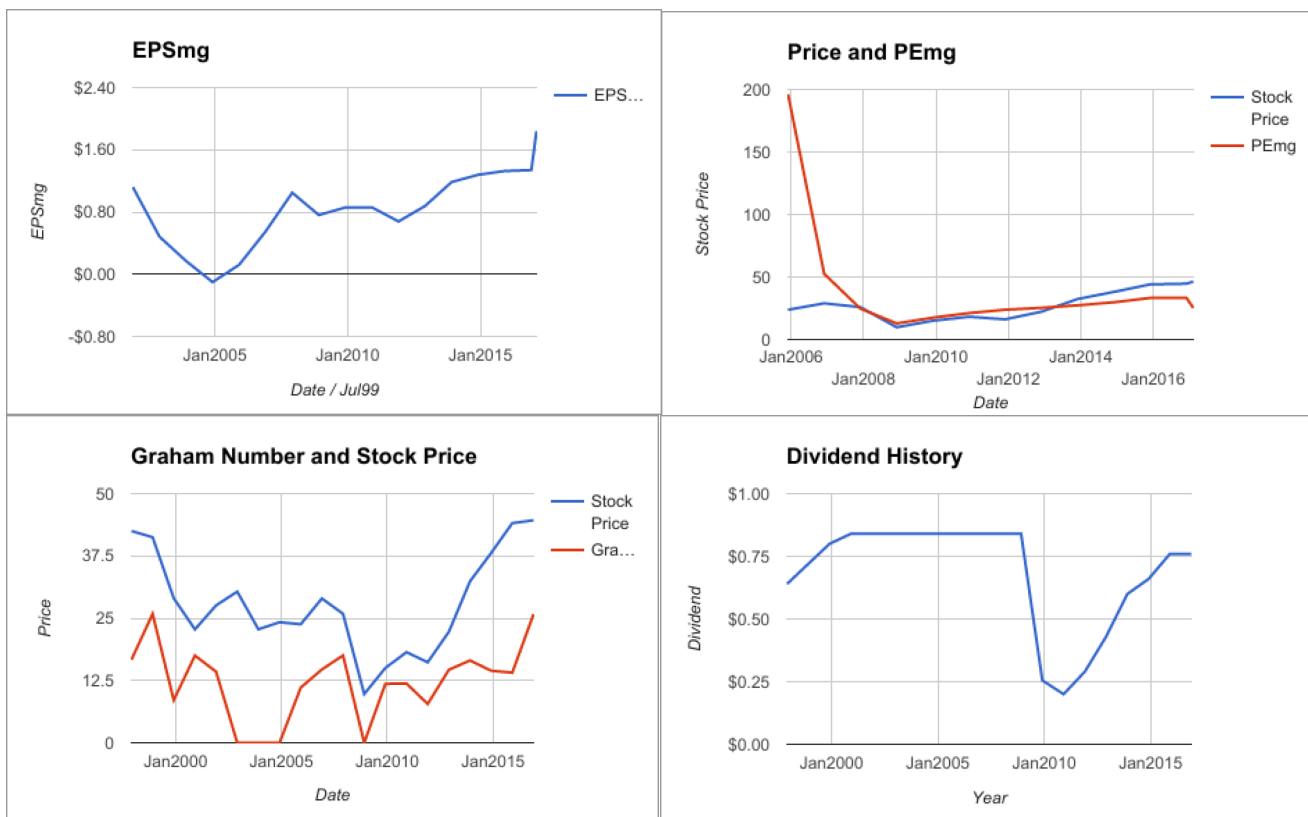 EPSmg
$2.40
$1.60
$0.80
$0.00
-$0.80
EPSmg
EPS…
Jan2005
Jan2010
Jan2015
Date / Jul99
Price and PEmg
200
150
100
50
0
Stock Price
Stock
Price
PEmg
Jan2006
Jan2008
Jan2010
Jan2012
Jan2014
Jan2016
Date
Graham Number and Stock Price
50
37.5
25
12.5
0
Price
Stock
Price
Gra…
Jan2000
Jan2005
Jan2010
Jan2015
Date
Dividend History
$1.00
$0.75
$0.50
$0.25
$0.00
Dividend
Jan2000
Jan2005
Jan2010
Jan2015
Year